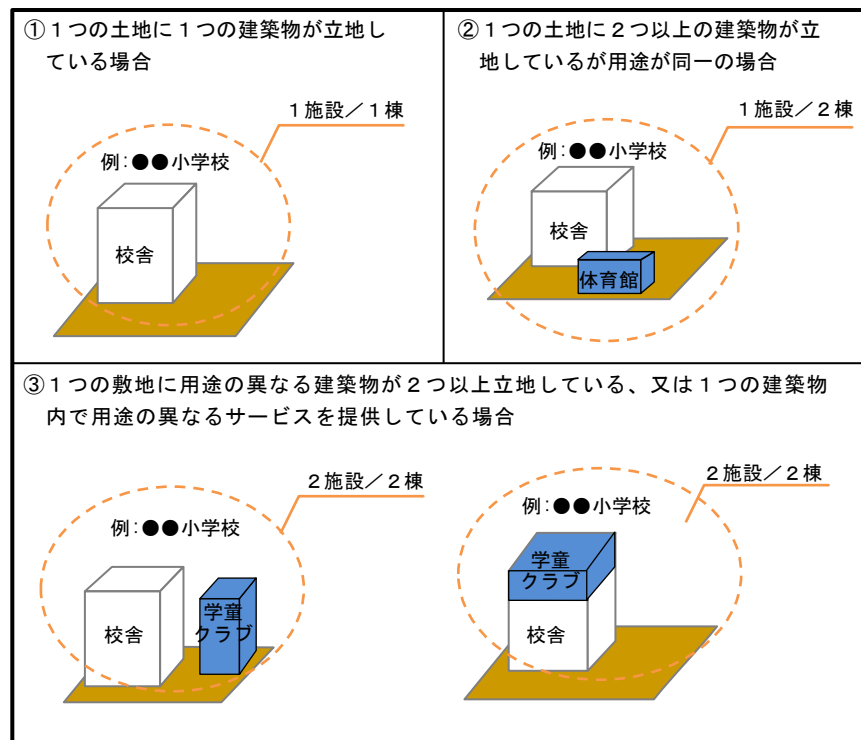 ①１つの土地に１つの建築物が立地し
ている場合
１施設／１棟
例：●●小学校
校舎
②１つの土地に２つ以上の建築物が立
地しているが用途が同一の場合
１施設／２棟
例：●●小学校
校舎
体育館
③１つの敷地に用途の異なる建築物が２つ以上立地している、又は１つの建築物
内で用途の異なるサービスを提供している場合
２施設／２棟
例：●●小学校
校舎
学童
クラブ
２施設／２棟
例：●●小学校
学童
クラブ
校舎